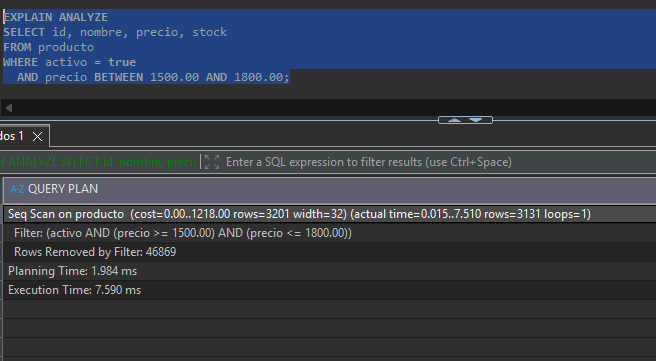 EXPLAIN ANALYZE
SELECT id, nombre, precio, stock
FROM producto
WHERE activo = true
AND precio BETWEEN 1500.00 AND 1800.00;
dos 1
N ANALYZE SELECT id, nombre, precio
Enter a SQL expression to filter results (use Ctrl+Space)
A-Z QUERY PLAN
Seq Scan on producto (cost=0.00..1218.00 rows=3201 width=32) (actual time=0.015..7.510 rows=3131 loops=1)
Filter: (activo AND (precio >= 1500.00) AND (precio <= 1800.00))
Rows Removed by Filter: 46869
Planning Time: 1.984 ms
Execution Time: 7.590 ms